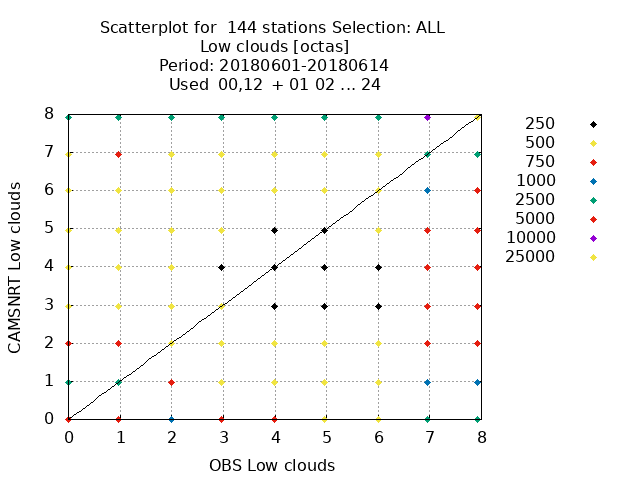 Scatterplot for  144 stations Selection: ALL
Low clouds [octas]
Period: 20180601-20180614
Used  00,12  + 01 02 ... 24
CAMSNRT Low clouds
8
7
6
5
4
3
2
1
0
0 1 2 3 4 5 6 7 8
OBS Low clouds
250
500
750
1000
2500
5000
10000
25000